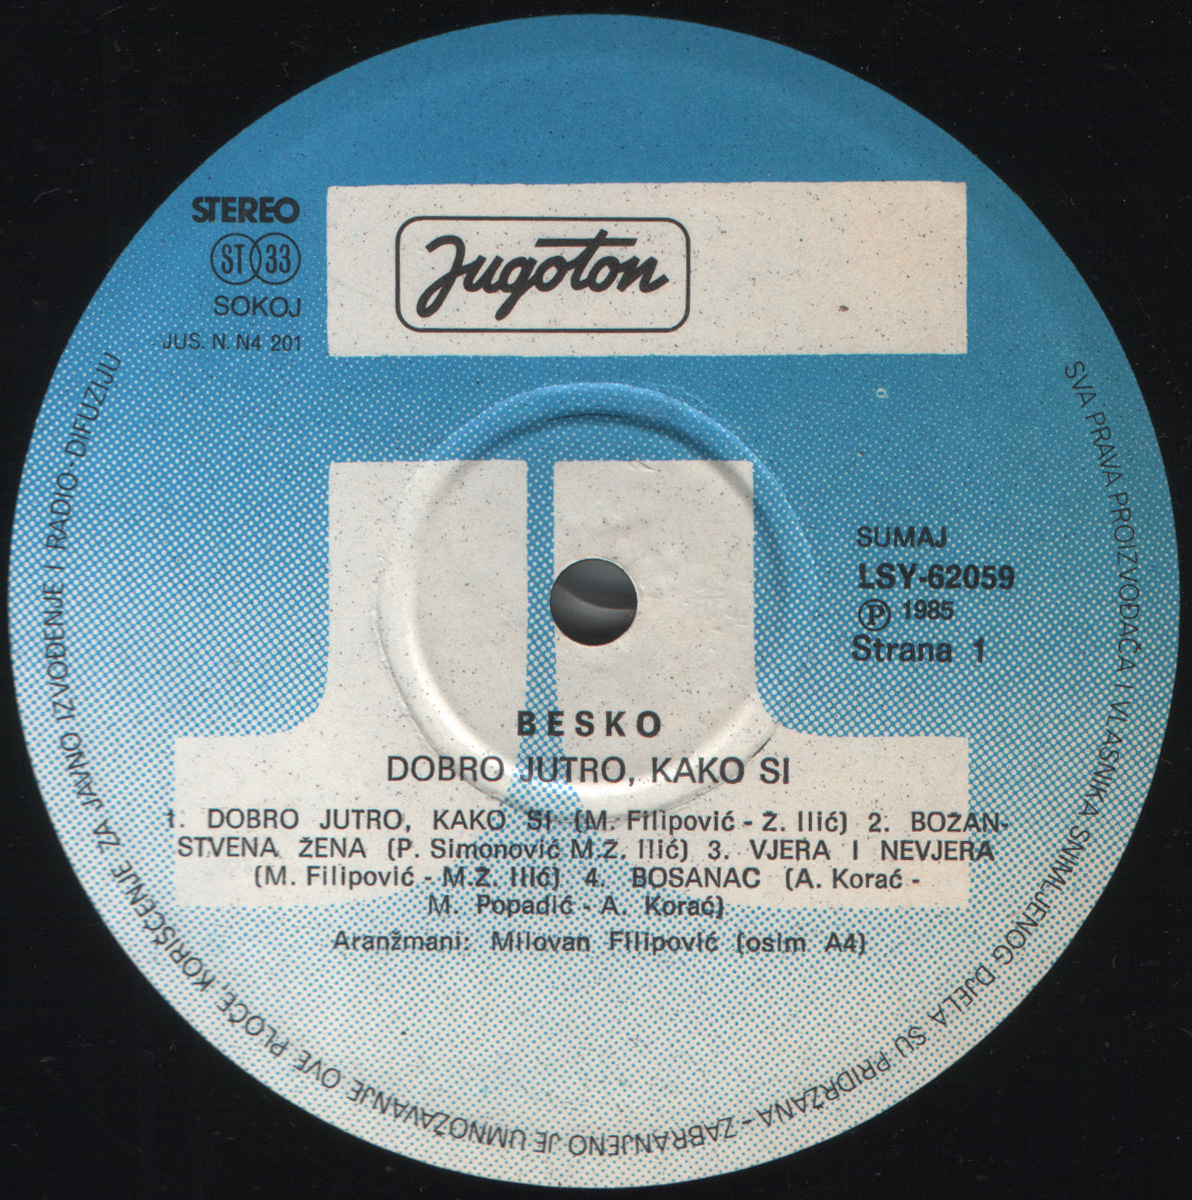 STEREO
ST 33
SOKOJ
JUS. N. N4 201
Jugoton
SUMAJ
LSY-62059
Ⓟ 1985
Strana 1
BESKO
DOBRO JUTRO, KAKO SI
1. DOBRO JUTRO, KAKO SI (M. Filipović - Ž. Ilić) 2. BOŽAN-
STVENA ŽENA (P. Simonović M.Ž. Ilić) 3. VJERA I NEVJERA
(M. Filipović - M.Ž. Ilić) 4. BOSANAC (A. Korać -
M. Popadić - A. Korać)
Aranžmani: Milovan Filipović (osim A4)
SVA PRAVA PROIZVOĐAČA I VLASNIKA SNIMLJENOG DJELA SU PRIDRŽANA - ZABRANJENO JE UMNOŽAVANJE OVE PLOČE, KORIŠĆENJE ZA JAVNO IZVOĐENJE I RADIO-DIFUZIJU